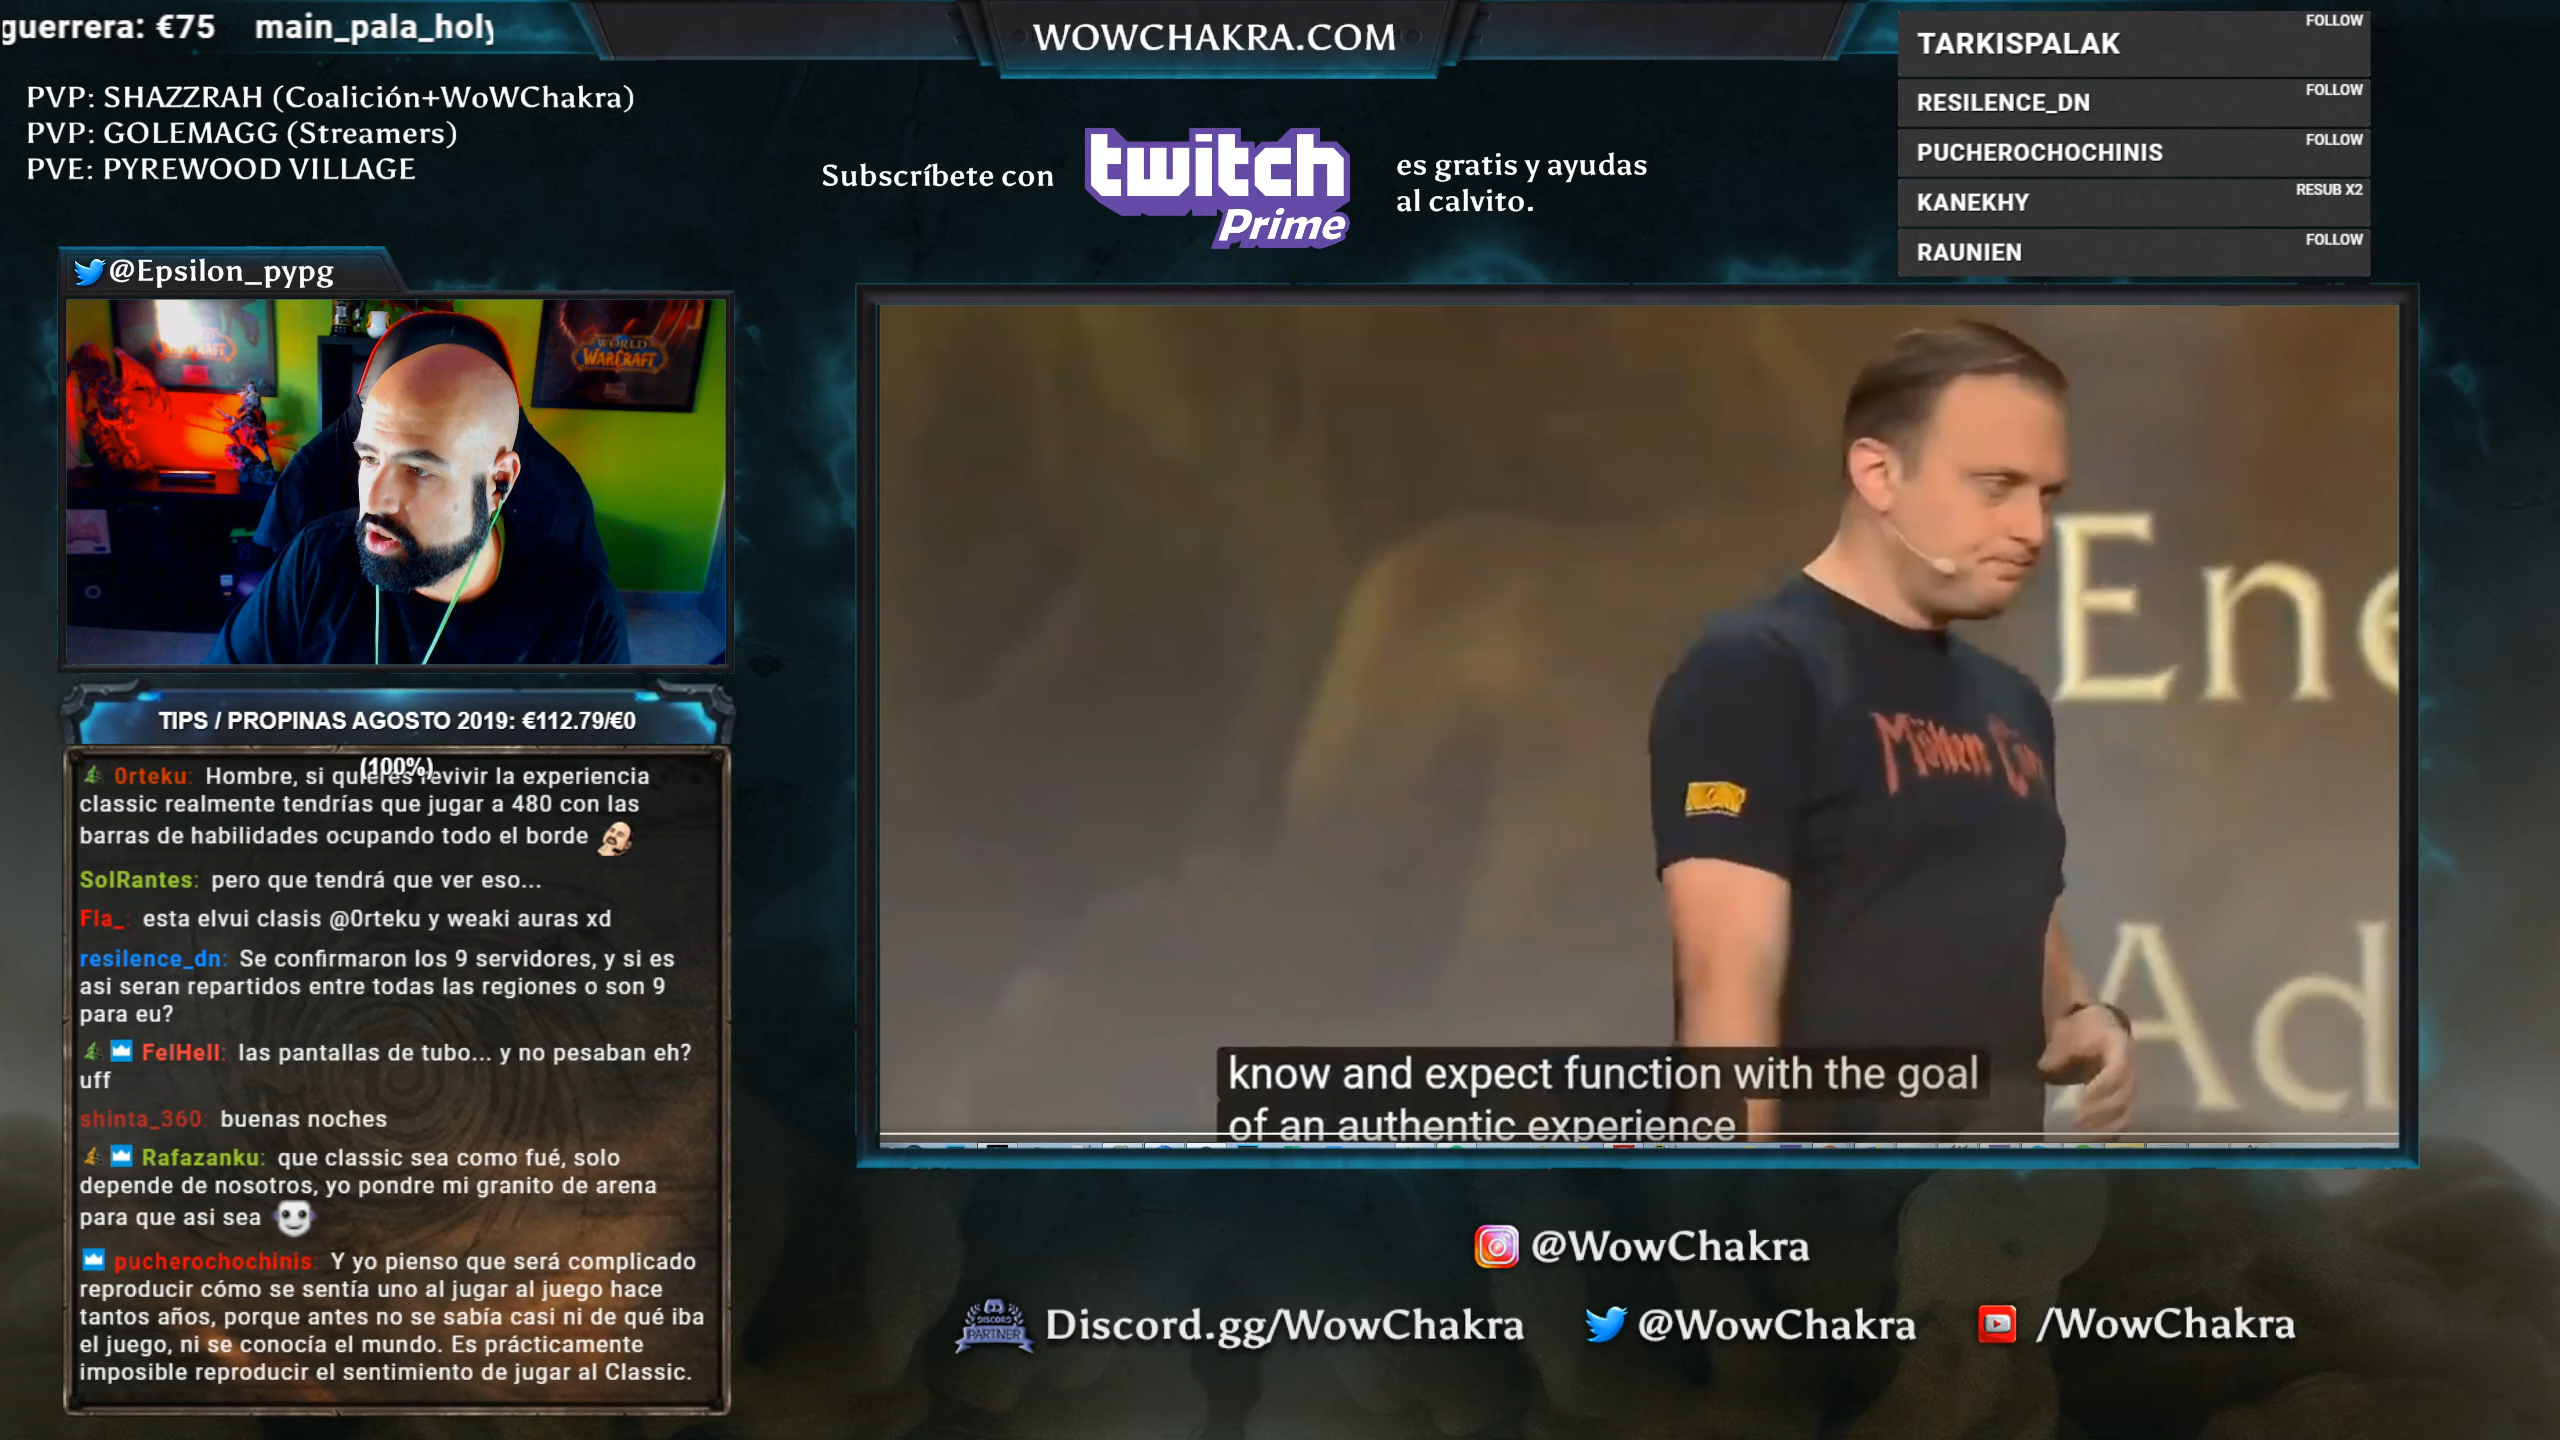 guerrera: €75 main_pala_holy
WOWCHAKRA.COM
PVP: SHAZZRAH (Coalición+WoWChakra)
PVP: GOLEMAGG (Streamers)
PVE: PYREWOOD VILLAGE
Subscríbete con
twitch
Prime
es gratis y ayudas
al calvito.
TARKISPALAK FOLLOW
RESILENCE_DN FOLLOW
PUCHEROCHOCHINIS FOLLOW
KANEKHY RESUB X2
RAUNIEN FOLLOW
@Epsilon_pypg
WORLD
WARCRAFT
TIPS / PROPINAS AGOSTO 2019: €112.79/€0
(100%)
0rteku: Hombre, si quieres revivir la experiencia
classic realmente tendrías que jugar a 480 con las
barras de habilidades ocupando todo el borde
SolRantes: pero que tendrá que ver eso...
Fla_: esta elvui clasis @0rteku y weaki auras xd
resilence_dn: Se confirmaron los 9 servidores, y si es
asi seran repartidos entre todas las regiones o son 9
para eu?
FelHell: las pantallas de tubo... y no pesaban eh?
uff
shinta_360: buenas noches
Rafazanku: que classic sea como fué, solo
depende de nosotros, yo pondre mi granito de arena
para que asi sea
pucherochochinis: Y yo pienso que será complicado
reproducir cómo se sentía uno al jugar al juego hace
tantos años, porque antes no se sabía casi ni de qué iba
el juego, ni se conocía el mundo. Es prácticamente
imposible reproducir el sentimiento de jugar al Classic.
Ene
Ad
know and expect function with the goal
of an authentic experience
@WowChakra
DISCORD
PARTNER
Discord.gg/WowChakra
@WowChakra
/WowChakra